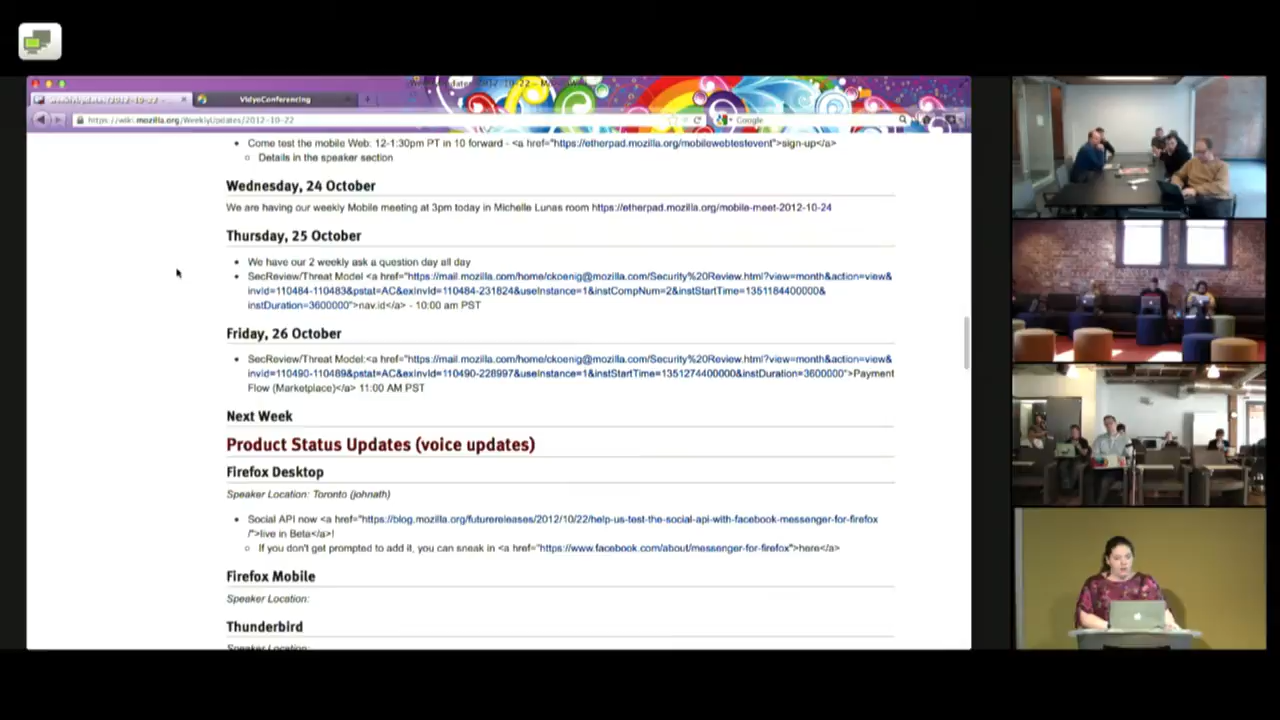 VidyoConferencing
https://wiki.mozilla.org/WeeklyUpdates/2012-10-22
Google
Come test the mobile Web: 12-1:30pm PT in 10 forward - <a href="https://etherpad.mozilla.org/mobilewebtestevent">sign-up</a>
Details in the speaker section
Wednesday, 24 October
We are having our weekly Mobile meeting at 3pm today in Michelle Lunas room https://etherpad.mozilla.org/mobile-meet-2012-10-24
Thursday, 25 October
We have our 2 weekly ask a question day all day
SecReview/Threat Model <a href="https://mail.mozilla.com/home/ckoenig@mozilla.com/Security%20Review.html?view=month&action=view&
invId=110484-110483&pstat=AC&exInvId=110484-231824&useInstance=1&instCompNum=2&instStartTime=1351184400000&
instDuration=3600000">nav.id</a> - 10:00 am PST
Friday, 26 October
SecReview/Threat Model:<a href="https://mail.mozilla.com/home/ckoenig@mozilla.com/Security%20Review.html?view=month&action=view&
invId=110490-110489&pstat=AC&exInvId=110490-228997&useInstance=1&instStartTime=1351274400000&instDuration=3600000">Payment
Flow (Marketplace)</a> 11:00 AM PST
Next Week
Product Status Updates (voice updates)
Firefox Desktop
Speaker Location: Toronto (johnath)
Social API now <a href="https://blog.mozilla.org/futurereleases/2012/10/22/help-us-test-the-social-api-with-facebook-messenger-for-firefox
/">live in Beta</a>!
If you don't get prompted to add it, you can sneak in <a href="https://www.facebook.com/about/messenger-for-firefox">here</a>
Firefox Mobile
Speaker Location:
Thunderbird
Speaker Location: